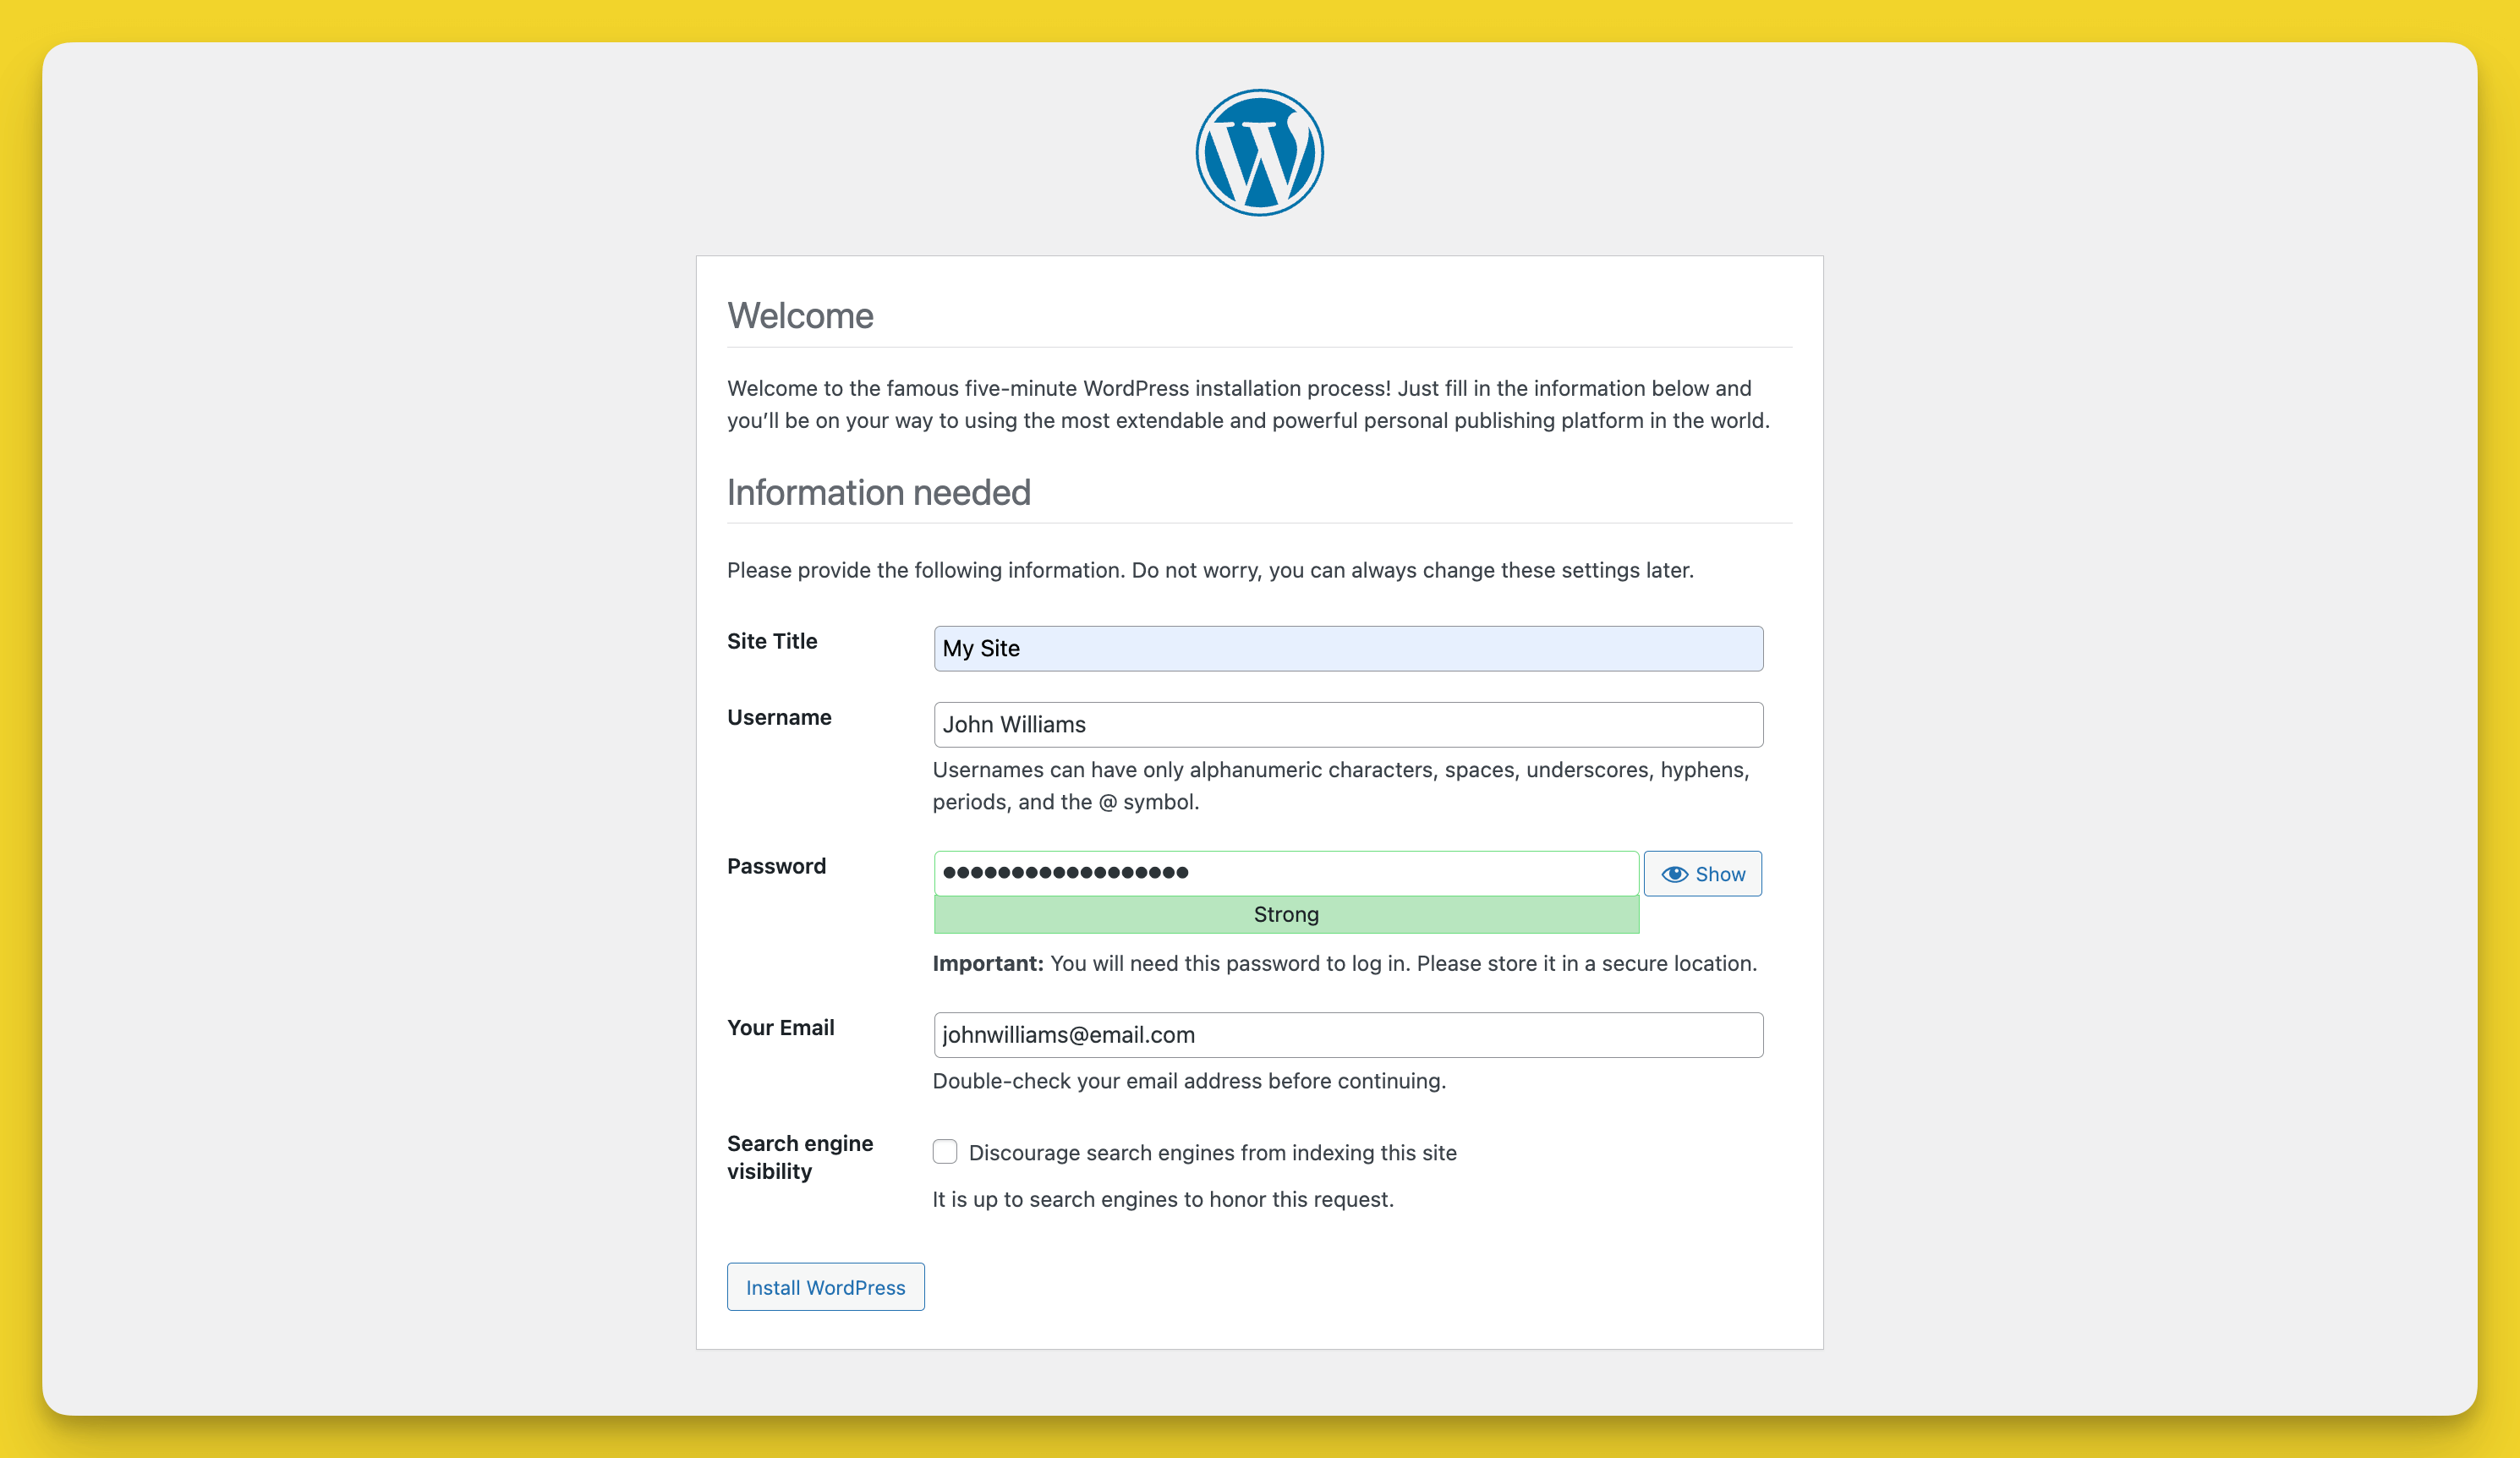 Welcome
Welcome to the famous five-minute WordPress installation process! Just fill in the information below and
you’ll be on your way to using the most extendable and powerful personal publishing platform in the world.
Information needed
Please provide the following information. Do not worry, you can always change these settings later.
Site Title
My Site
Username
John Williams
Usernames can have only alphanumeric characters, spaces, underscores, hyphens,
periods, and the @ symbol.
Password
••••••••••••••••••
Show
Strong
Important: You will need this password to log in. Please store it in a secure location.
Your Email
johnwilliams@email.com
Double-check your email address before continuing.
Search engine
visibility
Discourage search engines from indexing this site
It is up to search engines to honor this request.
Install WordPress